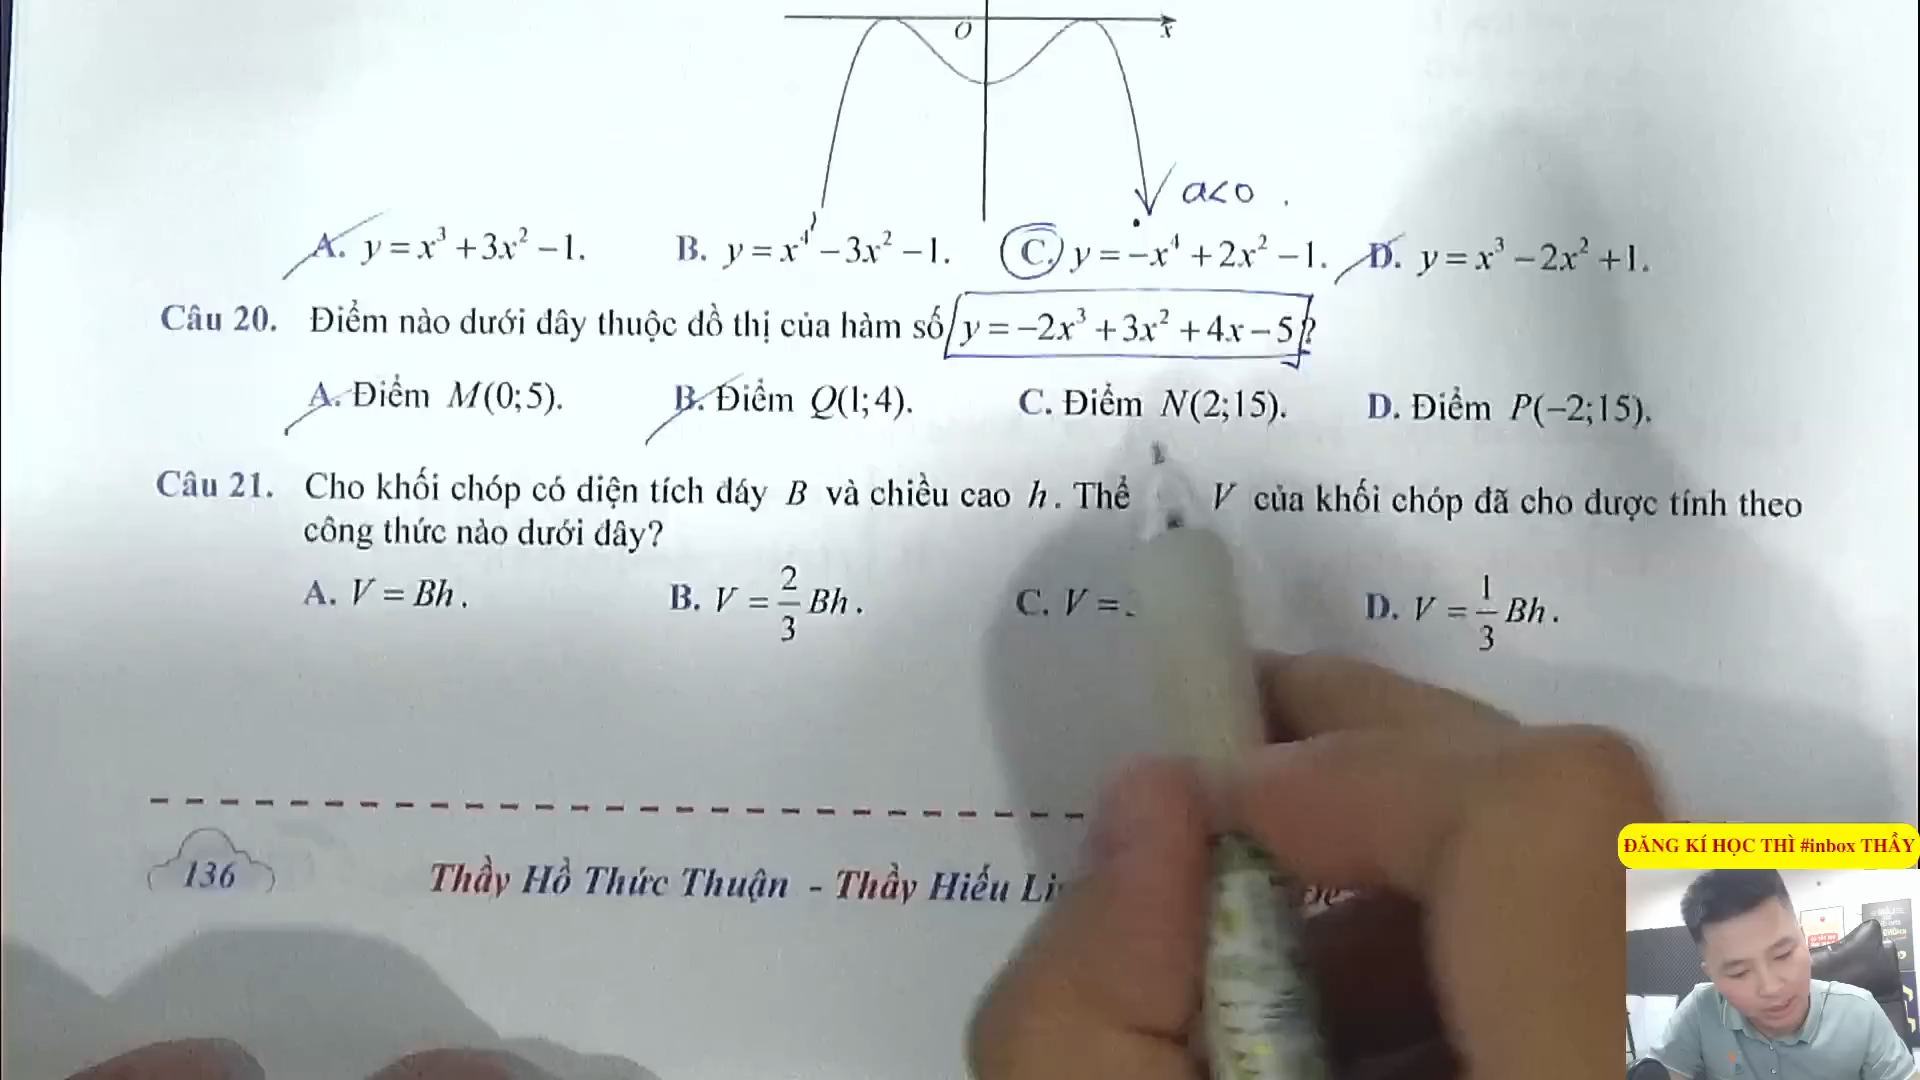 O
x
a<0 .
A. y = x³ + 3x² − 1. B. y = x⁴ − 3x² − 1. C. y = −x⁴ + 2x² − 1. D. y = x³ − 2x² + 1.
Câu 20. Điểm nào dưới đây thuộc đồ thị của hàm số y = −2x³ + 3x² + 4x − 5?
A. Điểm M(0;5). B. Điểm Q(1;4). C. Điểm N(2;15). D. Điểm P(−2;15).
Câu 21. Cho khối chóp có diện tích đáy B và chiều cao h. Thể V của khối chóp đã cho được tính theo
công thức nào dưới đây?
A. V = Bh. B. V = 2/3 Bh. C. V = D. V = 1/3 Bh.
136 Thầy Hồ Thức Thuận - Thầy Hiếu
ĐĂNG KÍ HỌC THÌ #inbox THẦY